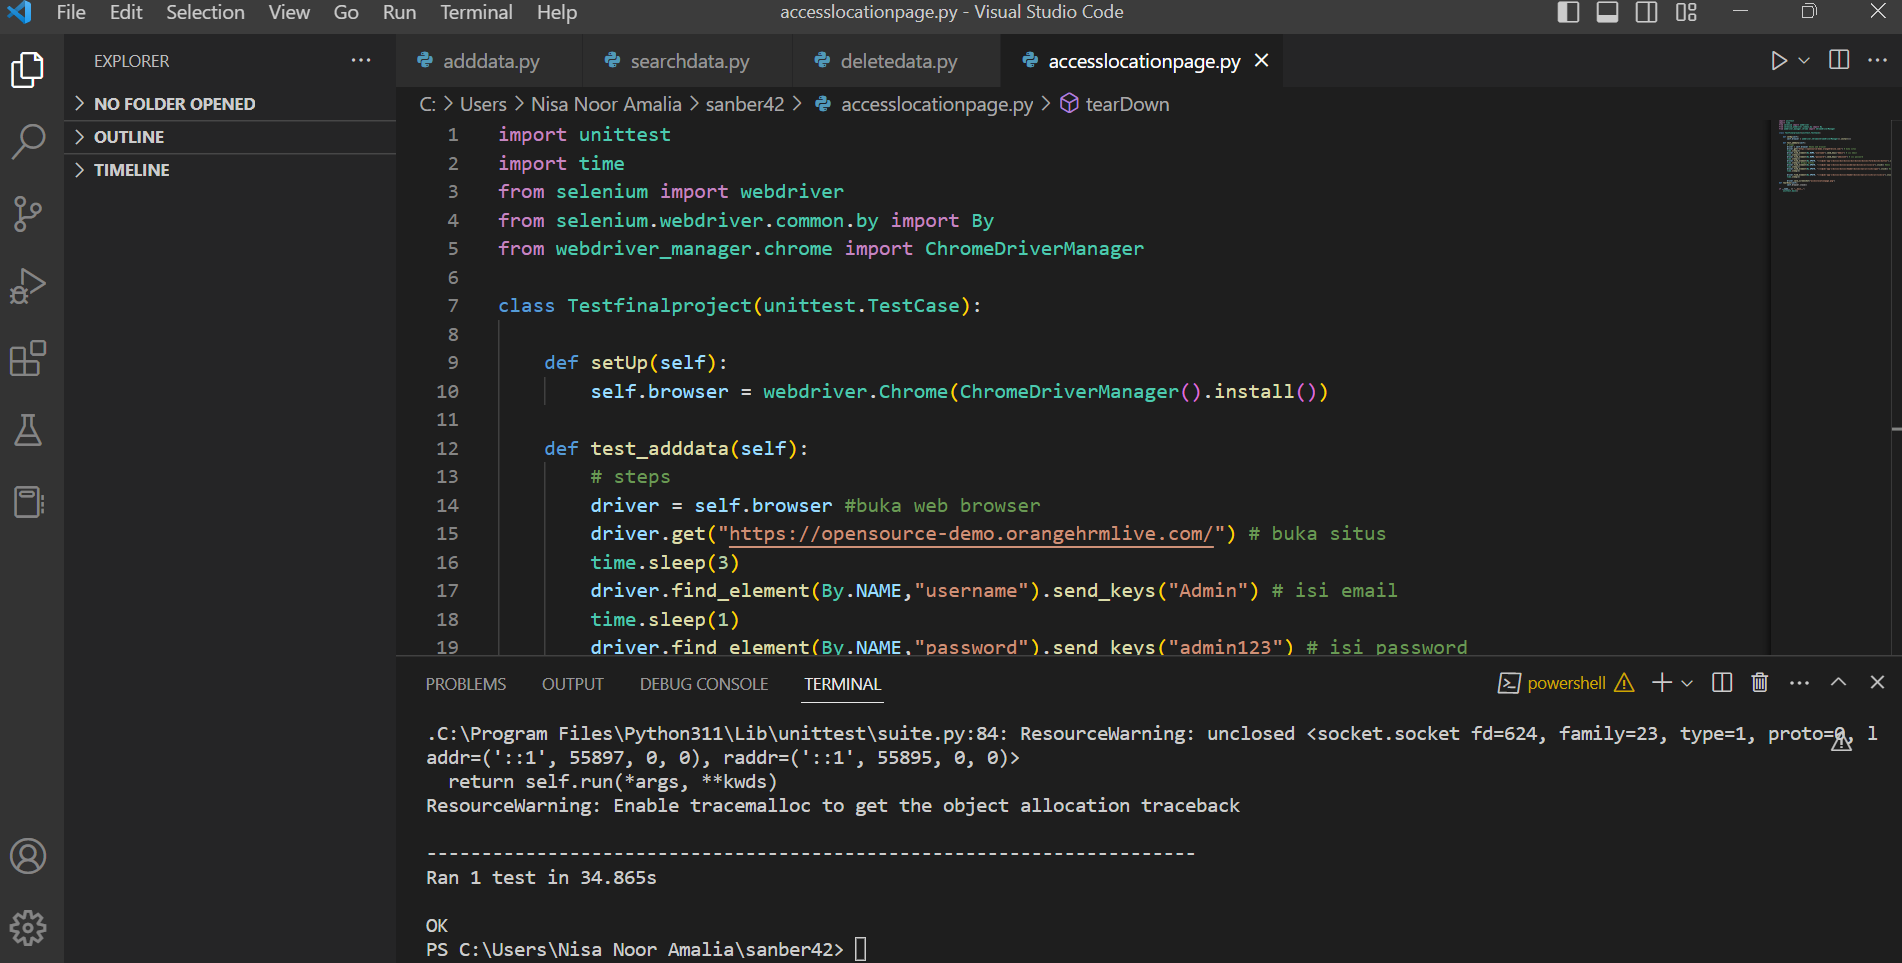 File Edit Selection View Go Run Terminal Help accesslocationpage.py - Visual Studio Code
EXPLORER
NO FOLDER OPENED
OUTLINE
TIMELINE
adddata.py searchdata.py deletedata.py accesslocationpage.py
C: > Users > Nisa Noor Amalia > sanber42 > accesslocationpage.py > tearDown
1 import unittest
2 import time
3 from selenium import webdriver
4 from selenium.webdriver.common.by import By
5 from webdriver_manager.chrome import ChromeDriverManager
6
7 class Testfinalproject(unittest.TestCase):
8
9 def setUp(self):
10 self.browser = webdriver.Chrome(ChromeDriverManager().install())
11
12 def test_adddata(self):
13 # steps
14 driver = self.browser #buka web browser
15 driver.get("https://opensource-demo.orangehrmlive.com/") # buka situs
16 time.sleep(3)
17 driver.find_element(By.NAME,"username").send_keys("Admin") # isi email
18 time.sleep(1)
19 driver.find_element(By.NAME,"password").send_keys("admin123") # isi password
PROBLEMS OUTPUT DEBUG CONSOLE TERMINAL powershell
.C:\Program Files\Python311\Lib\unittest\suite.py:84: ResourceWarning: unclosed <socket.socket fd=624, family=23, type=1, proto=0, l
addr=('::1', 55897, 0, 0), raddr=('::1', 55895, 0, 0)>
return self.run(*args, **kwds)
ResourceWarning: Enable tracemalloc to get the object allocation traceback
----------------------------------------------------------------------
Ran 1 test in 34.865s
OK
PS C:\Users\Nisa Noor Amalia\sanber42>